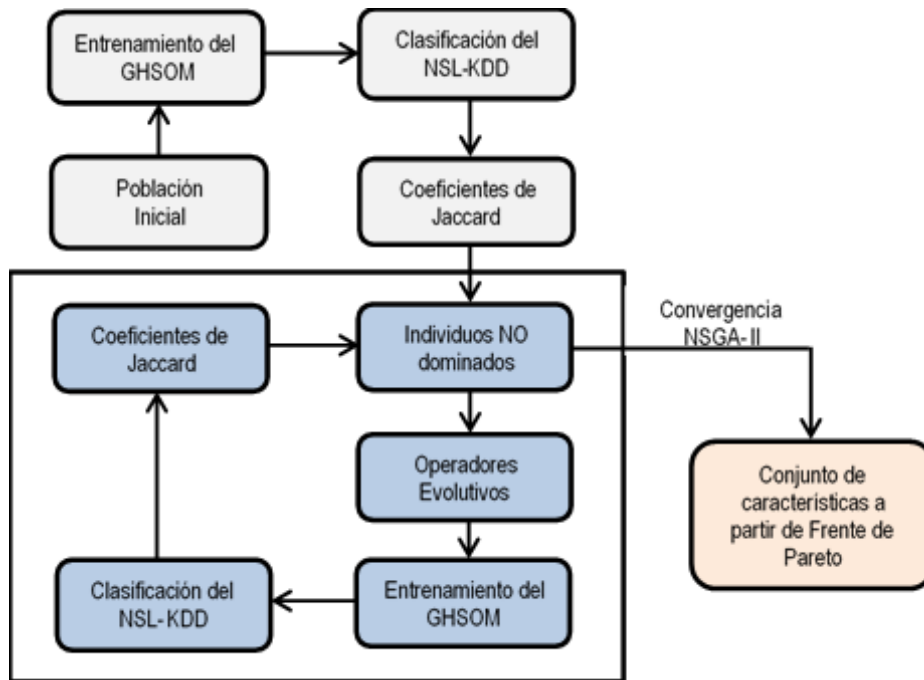 Entrenamiento del
GHSOM
Clasificación del
NSL-KDD
Población
Inicial
Coeficientes de
Jaccard
Coeficientes de
Jaccard
Individuos NO
dominados
Convergencia
NSGA-II
Operadores
Evolutivos
Conjunto de
características a
partir de Frente de
Pareto
Clasificación del
NSL-KDD
Entrenamiento del
GHSOM